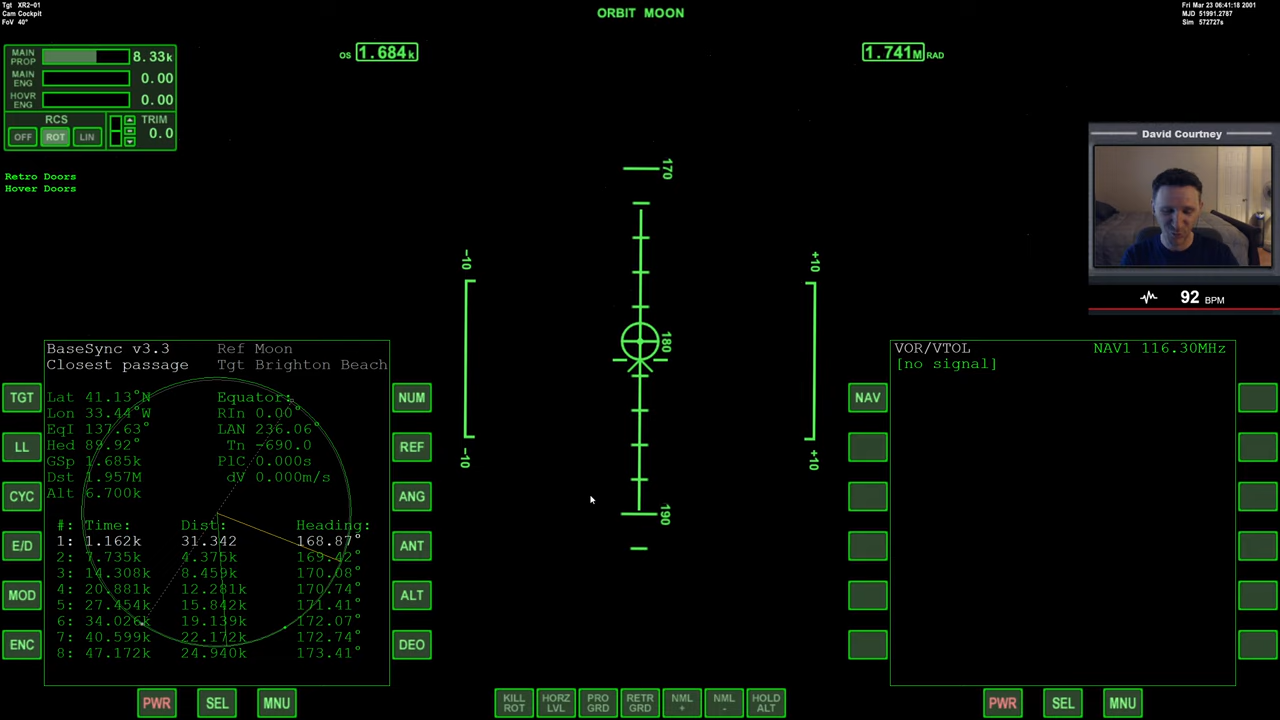 Tgt XR2-01
Cam Cockpit
FoV 40°
ORBIT MOON
Fri Mar 23 06:41:18 2001
MJD 51991.2787
Sim 572727s
MAIN PROP 8.33k
MAIN ENG 0.00
HOVR ENG 0.00
RCS
TRIM
0.0
OFF ROT LIN
Retro Doors
Hover Doors
OS 1.684k
1.741M RAD
David Courtney
92 BPM
170
180
190
-10
-10
+10
+10
BaseSync v3.3 Ref Moon
Closest passage Tgt Brighton Beach
Lat 41.13°N Equator:
Lon 33.44°W RIn 0.00°
EqI 137.63° LAN 236.06°
Hed 89.92° Tn -690.0
GSp 1.685k PlC 0.000s
Dst 1.957M dV 0.000m/s
Alt 6.700k
#: Time: Dist: Heading:
1: 1.162k 31.342 168.87°
2: 7.735k 4.375k 169.42°
3: 14.308k 8.459k 170.08°
4: 20.881k 12.281k 170.74°
5: 27.454k 15.842k 171.41°
6: 34.026k 19.139k 172.07°
7: 40.599k 22.172k 172.74°
8: 47.172k 24.940k 173.41°
TGT
LL
CYC
E/D
MOD
ENC
NUM
REF
ANG
ANT
ALT
DEO
PWR SEL MNU
KILL ROT
HORZ LVL
PRO GRD
RETR GRD
NML +
NML -
HOLD ALT
VOR/VTOL NAV1 116.30MHz
[no signal]
NAV
PWR SEL MNU